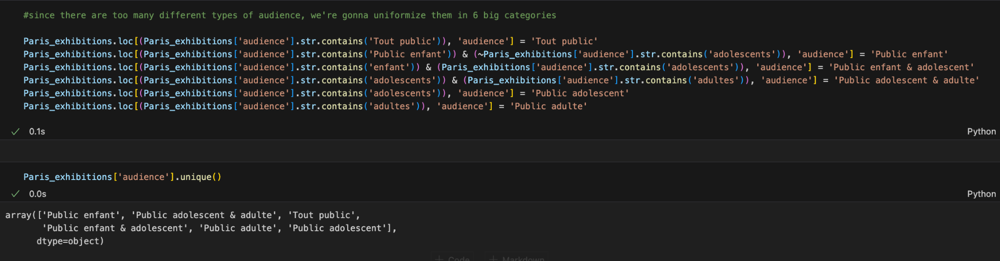 #since there are too many different types of audience, we're gonna uniformize them in 6 big categories
Paris_exhibitions.loc[(Paris_exhibitions['audience'].str.contains('Tout public')), 'audience'] = 'Tout public'
Paris_exhibitions.loc[(Paris_exhibitions['audience'].str.contains('Public enfant')) & (~Paris_exhibitions['audience'].str.contains('adolescents')), 'audience'] = 'Public enfant'
Paris_exhibitions.loc[(Paris_exhibitions['audience'].str.contains('enfant')) & (Paris_exhibitions['audience'].str.contains('adolescents')), 'audience'] = 'Public enfant & adolescent'
Paris_exhibitions.loc[(Paris_exhibitions['audience'].str.contains('adolescents')) & (Paris_exhibitions['audience'].str.contains('adultes')), 'audience'] = 'Public adolescent & adulte'
Paris_exhibitions.loc[(Paris_exhibitions['audience'].str.contains('adolescents')), 'audience'] = 'Public adolescent'
Paris_exhibitions.loc[(Paris_exhibitions['audience'].str.contains('adultes')), 'audience'] = 'Public adulte'
0.1s Python
Paris_exhibitions['audience'].unique()
0.0s Python
array(['Public enfant', 'Public adolescent & adulte', 'Tout public',
'Public enfant & adolescent', 'Public adulte', 'Public adolescent'],
dtype=object)
+ Code + Markdown